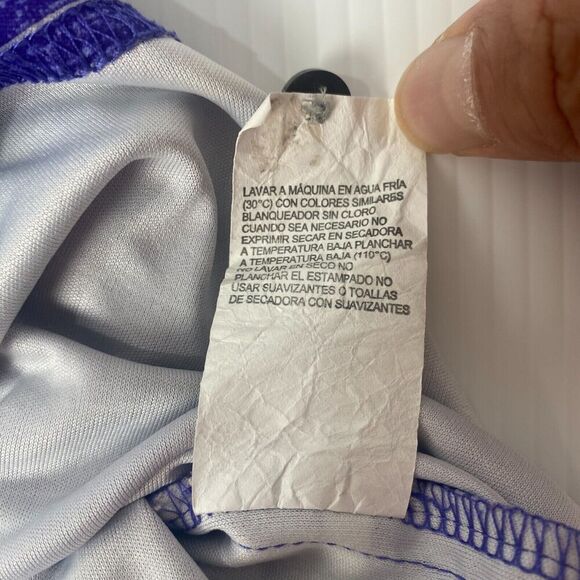 LAVAR A MÁQUINA EN AGUA FRÍA
(30°C) CON COLORES SIMILARES
BLANQUEADOR SIN CLORO
CUANDO SEA NECESARIO NO
EXPRIMIR SECAR EN SECADORA
A TEMPERATURA BAJA PLANCHAR
A TEMPERATURA BAJA (110°C)
NO LAVAR EN SECO NO
PLANCHAR EL ESTAMPADO NO
USAR SUAVIZANTES O TOALLAS
DE SECADORA CON SUAVIZANTES